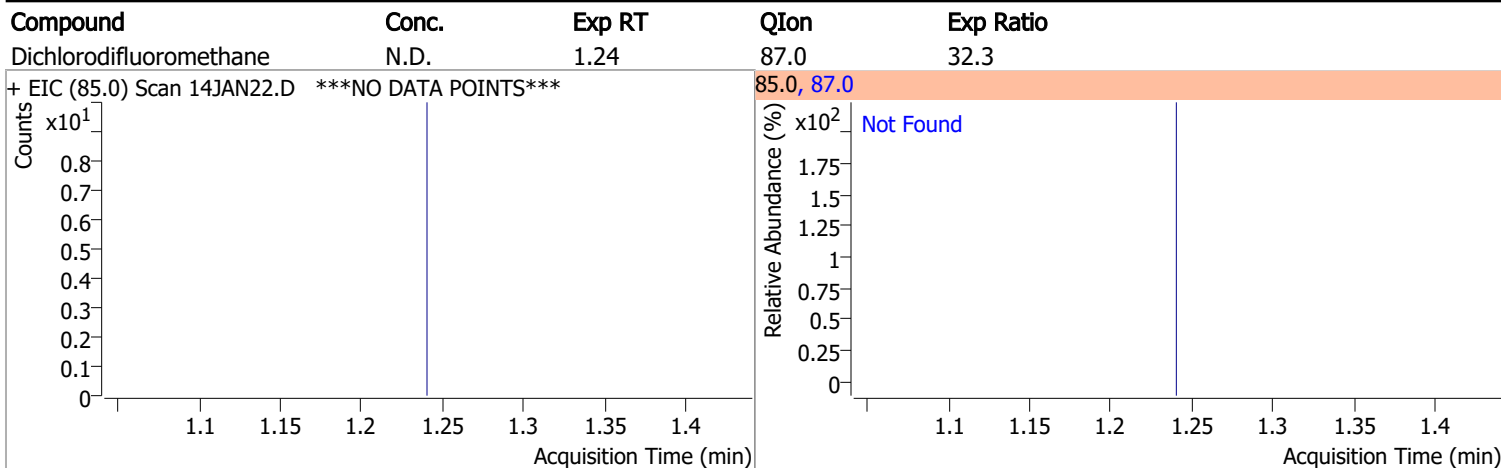 Compound Conc. Exp RT QIon Exp Ratio
Dichlorodifluoromethane N.D. 1.24 87.0 32.3
+ EIC (85.0) Scan 14JAN22.D ***NO DATA POINTS***
Counts
x10¹
0.8
0.7
0.6
0.5
0.4
0.3
0.2
0.1
0
1.1 1.15 1.2 1.25 1.3 1.35 1.4
Acquisition Time (min)
85.0, 87.0
Relative Abundance (%)
x10²
Not Found
1.75
1.5
1.25
1
0.75
0.5
0.25
0
1.1 1.15 1.2 1.25 1.3 1.35 1.4
Acquisition Time (min)